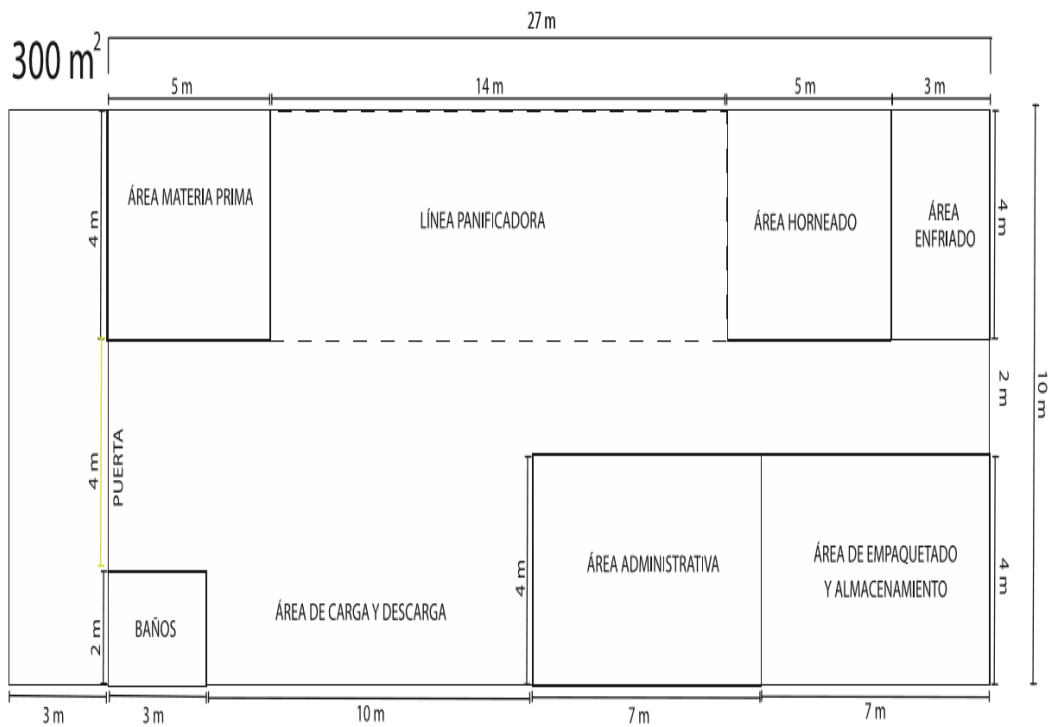 27 m
300 m²
5 m
14 m
5 m
3 m
ÁREA MATERIA PRIMA
LÍNEA PANIFICADORA
ÁREA HORNEADO
ÁREA
ENFRIADO
4 m
4 m
2 m
10 m
4 m
PUERTA
ÁREA ADMINISTRATIVA
ÁREA DE EMPAQUETADO
Y ALMACENAMIENTO
4 m
4 m
2 m
BAÑOS
ÁREA DE CARGA Y DESCARGA
3 m
3 m
10 m
7 m
7 m